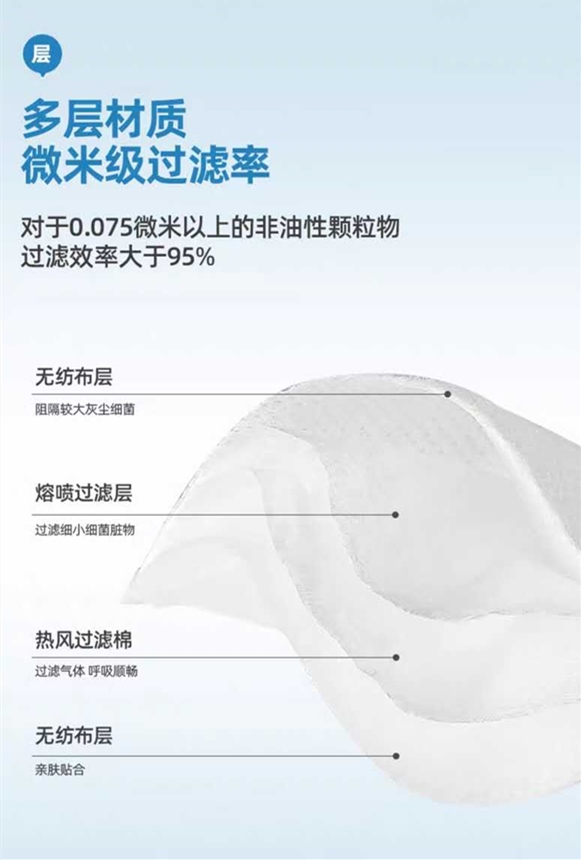 层
多层材质
微米级过滤率
对于0.075微米以上的非油性颗粒物
过滤效率大于95%
无纺布层
阻隔较大灰尘细菌
熔喷过滤层
过滤细小细菌脏物
热风过滤棉
过滤气体 呼吸顺畅
无纺布层
亲肤贴合